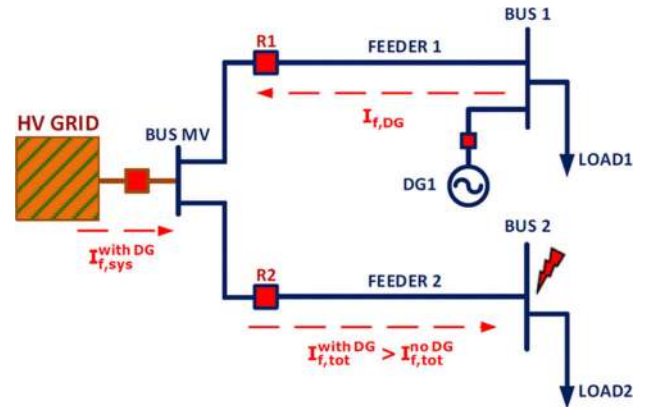 BUS 1
R1
FEEDER 1
I_f,DG
HV GRID
BUS MV
LOAD1
DG1
I_f,sys^with DG
BUS 2
R2
FEEDER 2
I_f,tot^with DG > I_f,tot^no DG
LOAD2